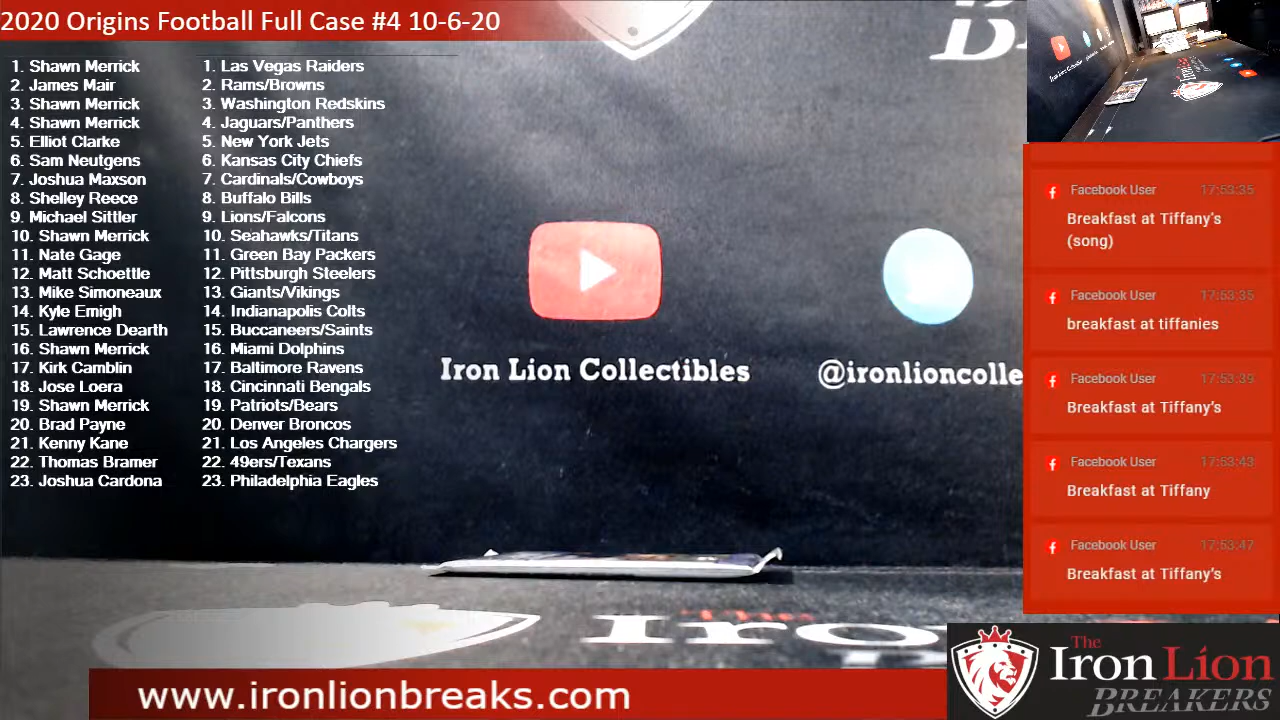 2020 Origins Football Full Case #4 10-6-20
1. Shawn Merrick
2. James Mair
3. Shawn Merrick
4. Shawn Merrick
5. Elliot Clarke
6. Sam Neutgens
7. Joshua Maxson
8. Shelley Reece
9. Michael Sittler
10. Shawn Merrick
11. Nate Gage
12. Matt Schoettle
13. Mike Simoneaux
14. Kyle Emigh
15. Lawrence Dearth
16. Shawn Merrick
17. Kirk Camblin
18. Jose Loera
19. Shawn Merrick
20. Brad Payne
21. Kenny Kane
22. Thomas Bramer
23. Joshua Cardona
1. Las Vegas Raiders
2. Rams/Browns
3. Washington Redskins
4. Jaguars/Panthers
5. New York Jets
6. Kansas City Chiefs
7. Cardinals/Cowboys
8. Buffalo Bills
9. Lions/Falcons
10. Seahawks/Titans
11. Green Bay Packers
12. Pittsburgh Steelers
13. Giants/Vikings
14. Indianapolis Colts
15. Buccaneers/Saints
16. Miami Dolphins
17. Baltimore Ravens
18. Cincinnati Bengals
19. Patriots/Bears
20. Denver Broncos
21. Los Angeles Chargers
22. 49ers/Texans
23. Philadelphia Eagles
Iron Lion Collectibles
@ironlioncolle
Facebook User 17:53:35
Breakfast at Tiffany's
(song)
Facebook User 17:53:35
breakfast at tiffanies
Facebook User 17:53:39
Breakfast at Tiffany's
Facebook User 17:53:43
Breakfast at Tiffany
Facebook User 17:53:47
Breakfast at Tiffany's
The
Iro
www.ironlionbreaks.com
The
Iron Lion
BREAKERS